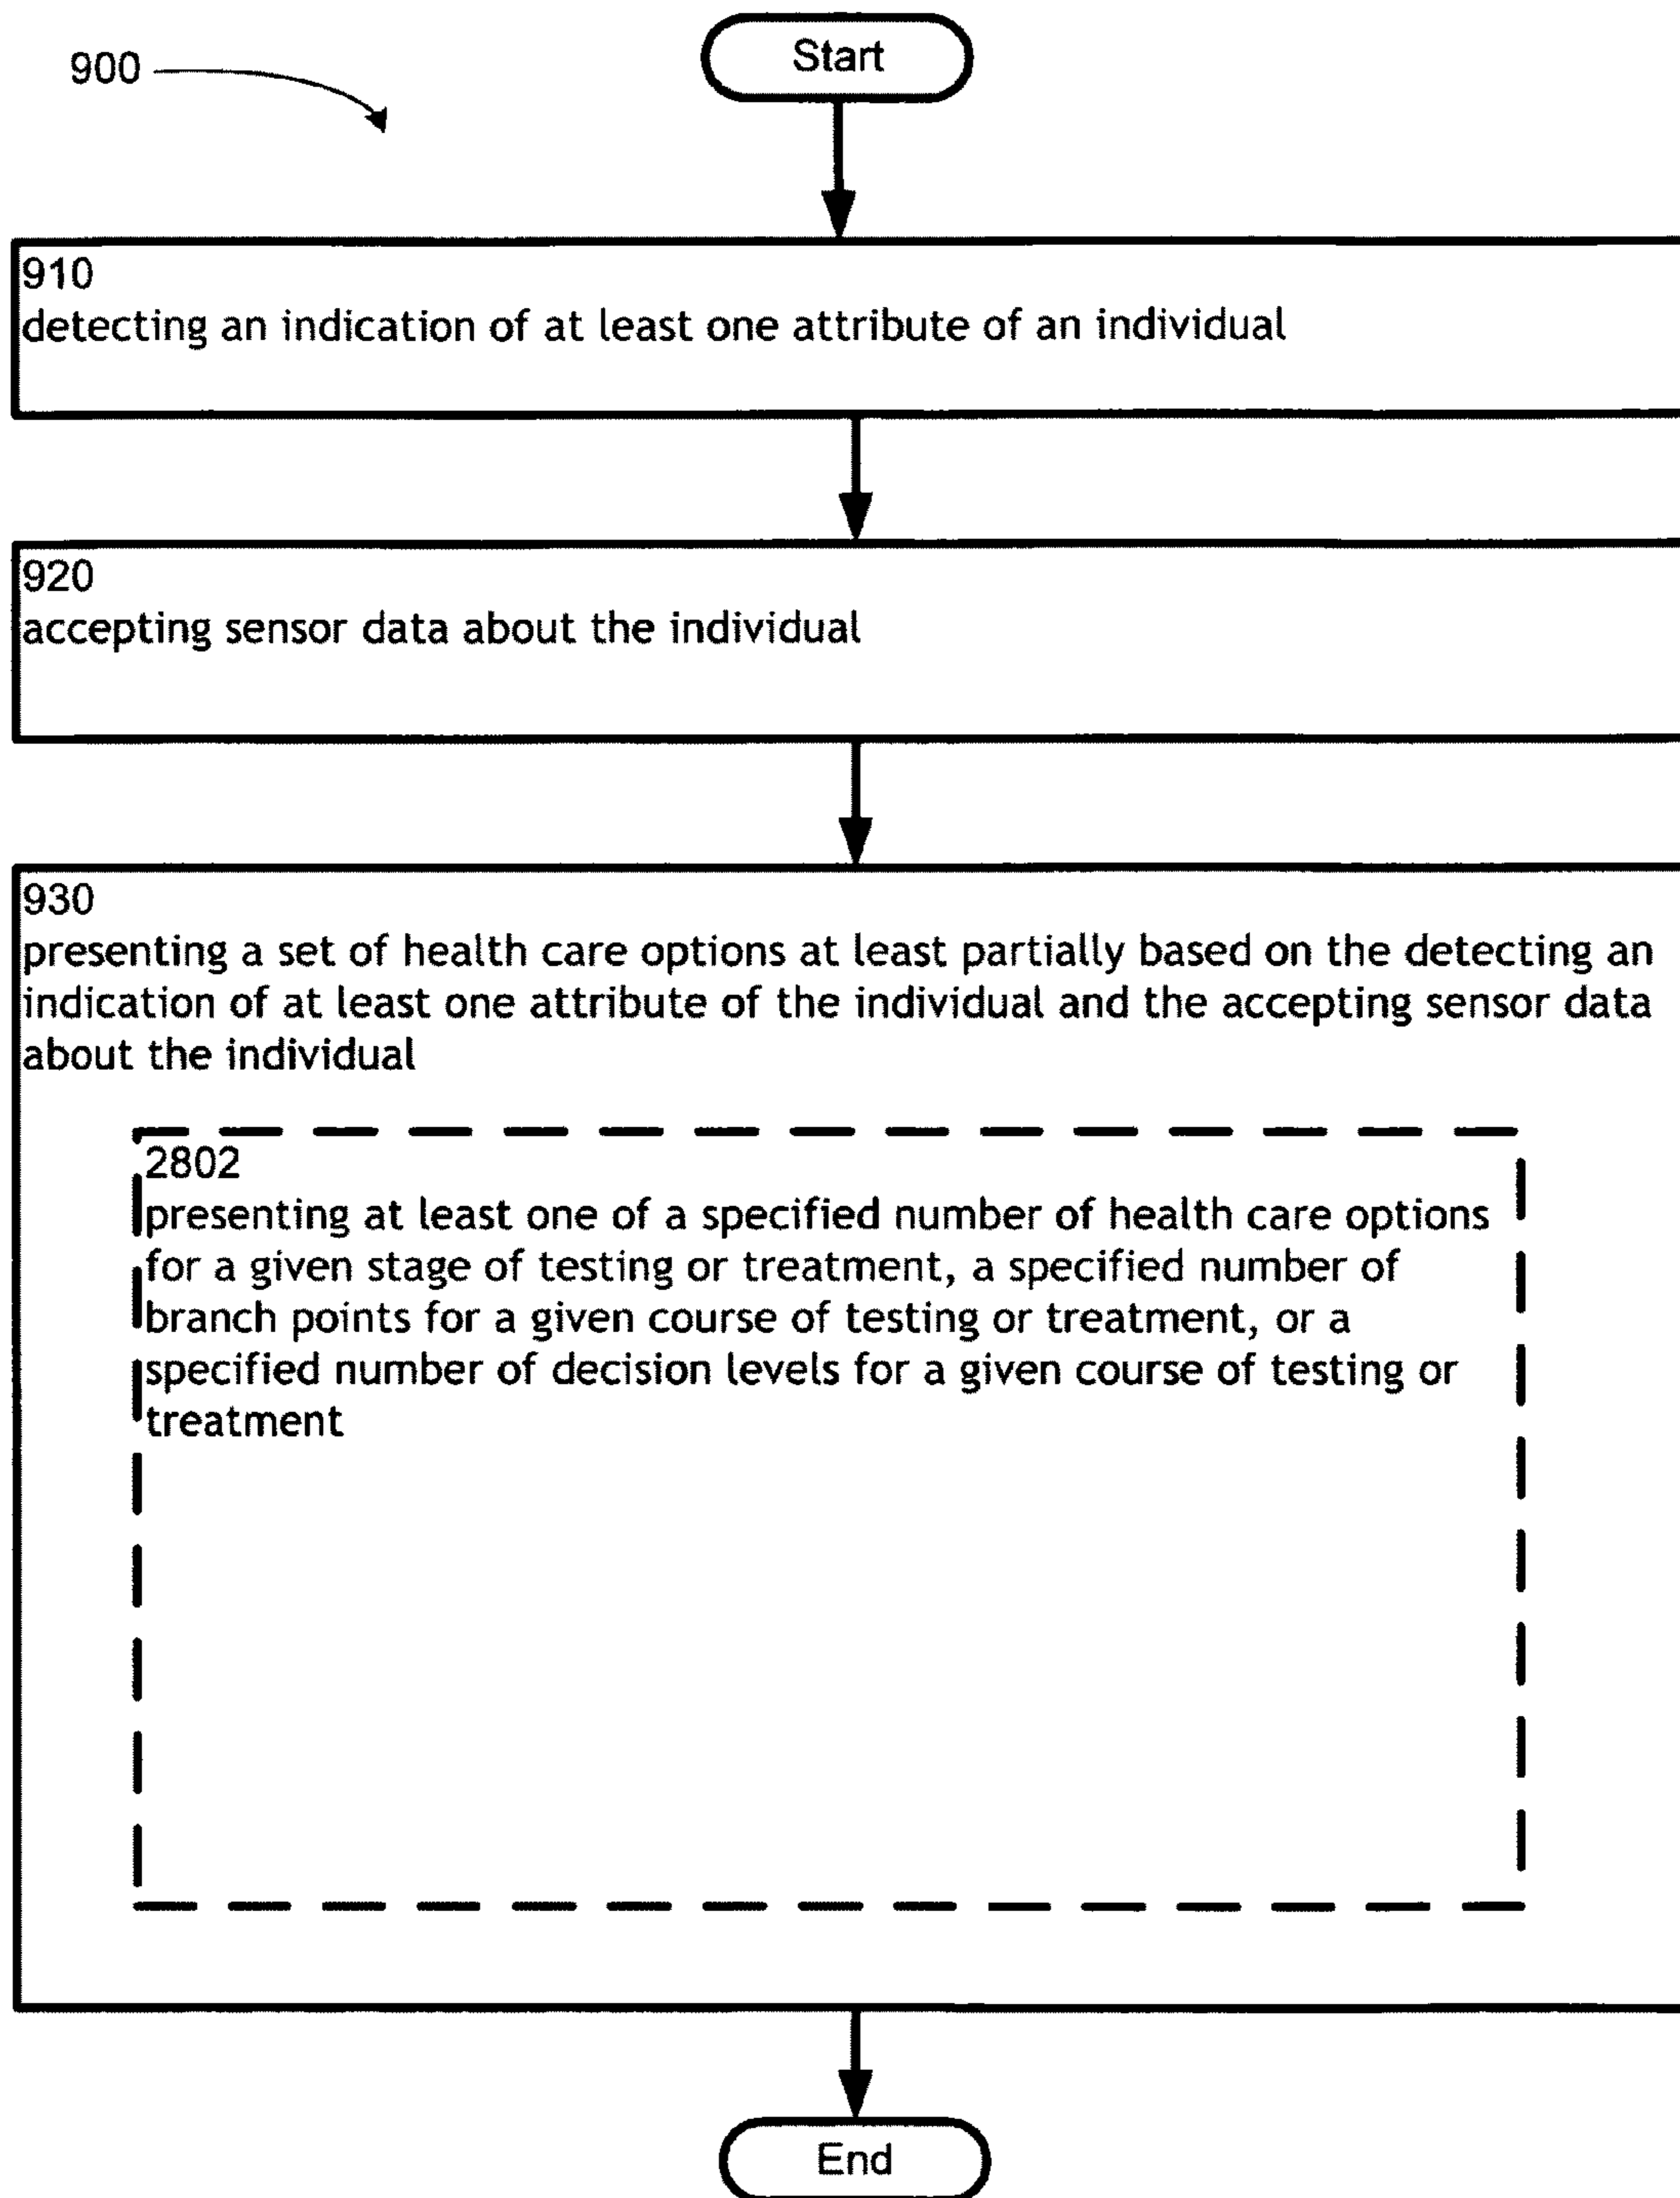 Start
900
910
detecting an indication of at least one attribute of an individual
920
accepting sensor data about the individual
930
presenting a set of health care options at least partially based on the detecting an
indication of at least one attribute of the individual and the accepting sensor data
about the individual
2802
presenting at least one of a specified number of health care options
for a given stage of testing or treatment, a specified number of
branch points for a given course of testing or treatment, or a
specified number of decision levels for a given course of testing or
treatment
End